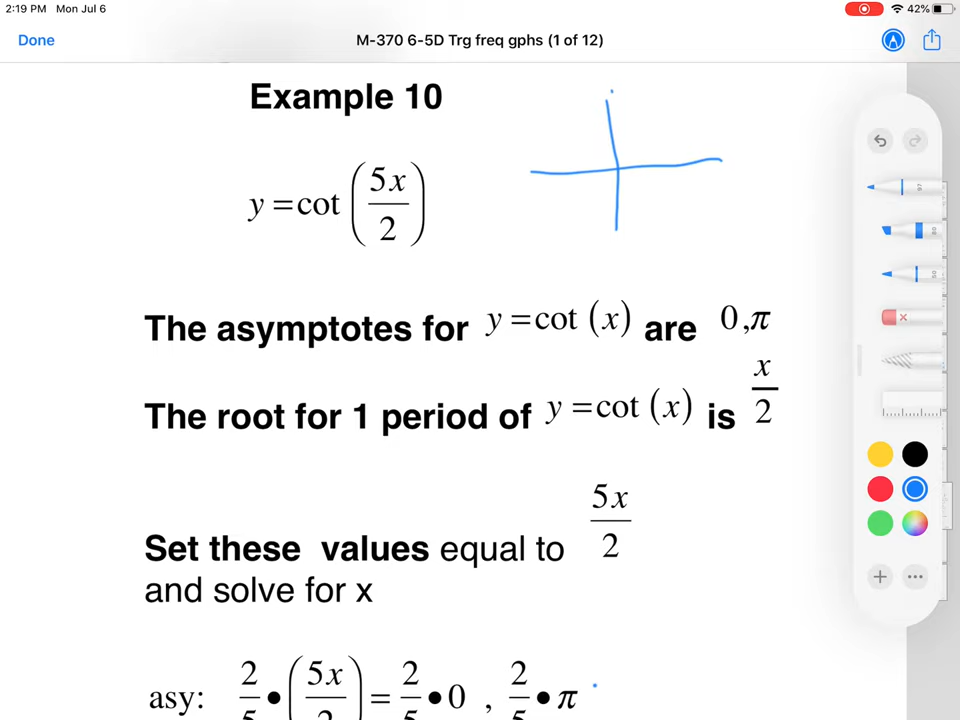 2:19 PM Mon Jul 6 42%
Done M-370 6-5D Trg freq gphs (1 of 12)
Example 10
y = cot (5x/2)
The asymptotes for y = cot (x) are 0,π
The root for 1 period of y = cot (x) is x/2
Set these values equal to 5x/2
and solve for x
asy: 2/5 • (5x/2) = 2/5 • 0 , 2/5 • π